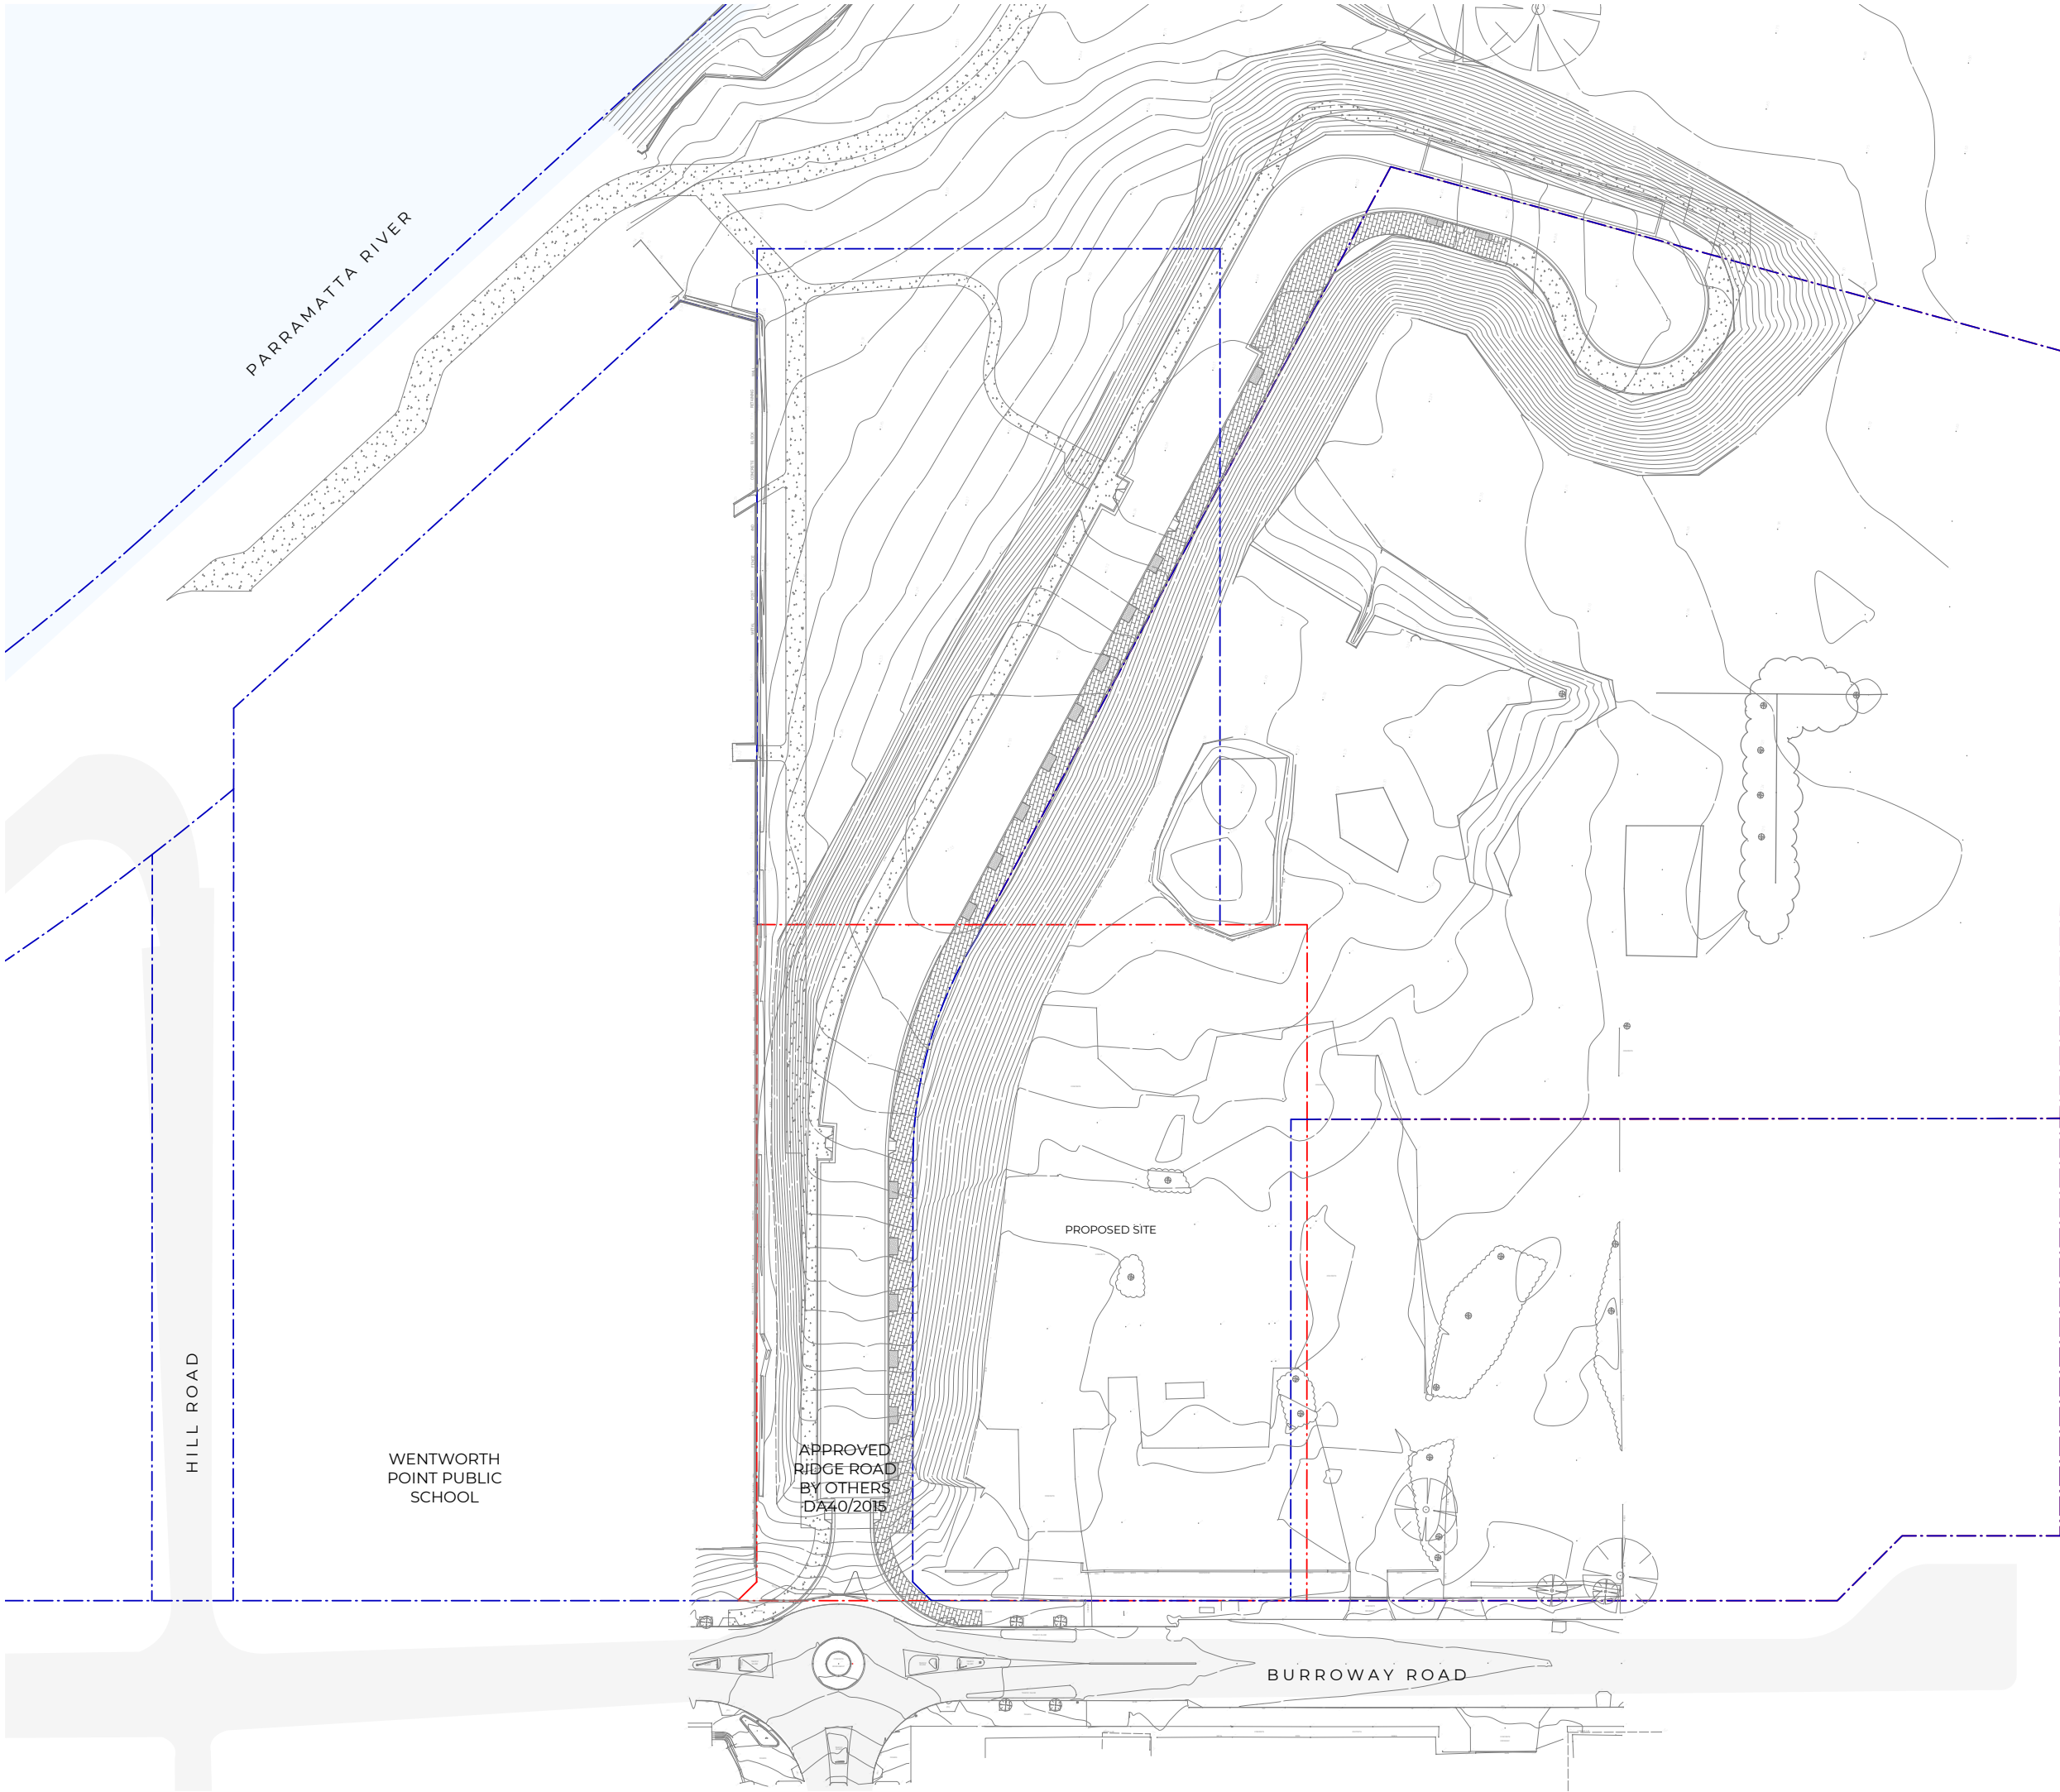 PARRAMATTA RIVER
PROPOSED SITE
HILL ROAD
WENTWORTH
POINT PUBLIC
SCHOOL
APPROVED
RIDGE ROAD
BY OTHERS
DA40/2015
BURROWAY ROAD